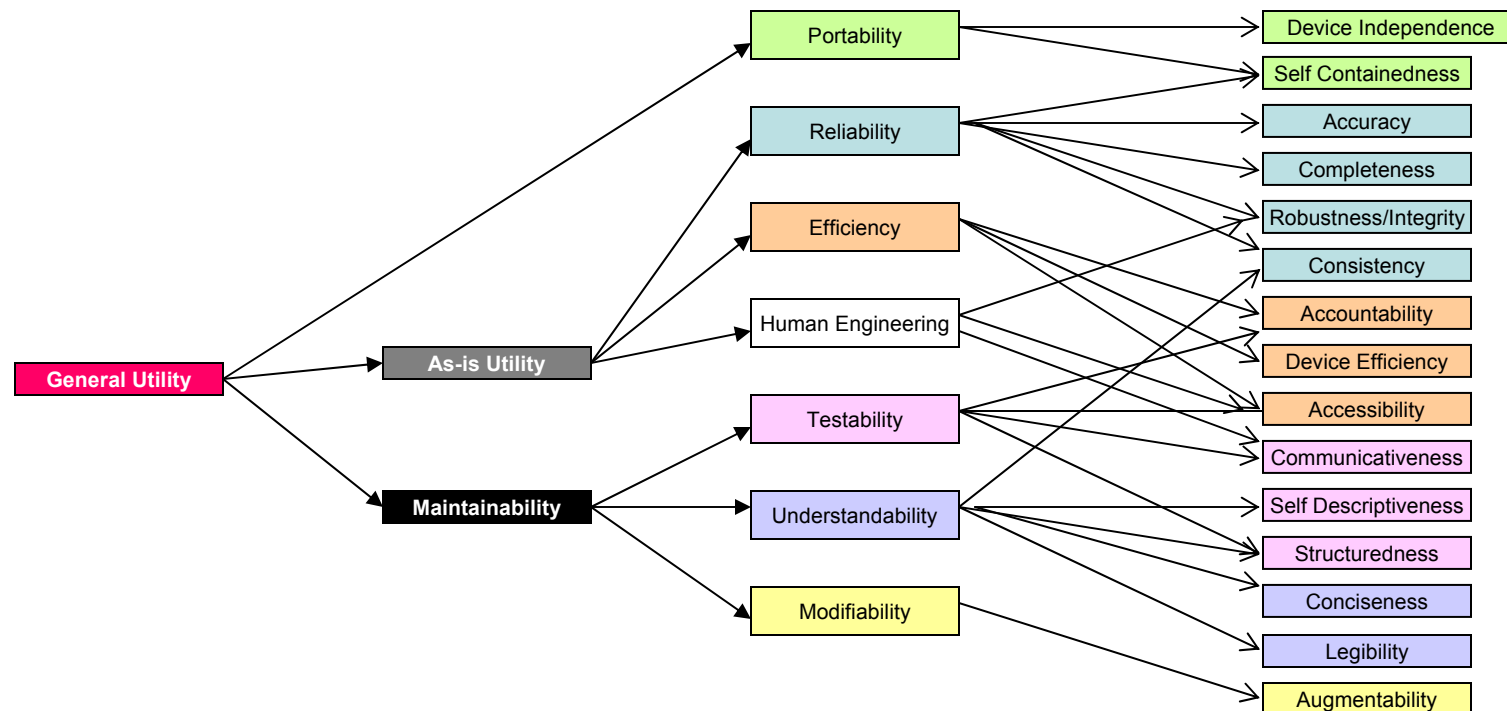 General Utility
As-is Utility
Maintainability
Portability
Reliability
Efficiency
Human Engineering
Testability
Understandability
Modifiability
Device Independence
Self Containedness
Accuracy
Completeness
Robustness/Integrity
Consistency
Accountability
Device Efficiency
Accessibility
Communicativeness
Self Descriptiveness
Structuredness
Conciseness
Legibility
Augmentability